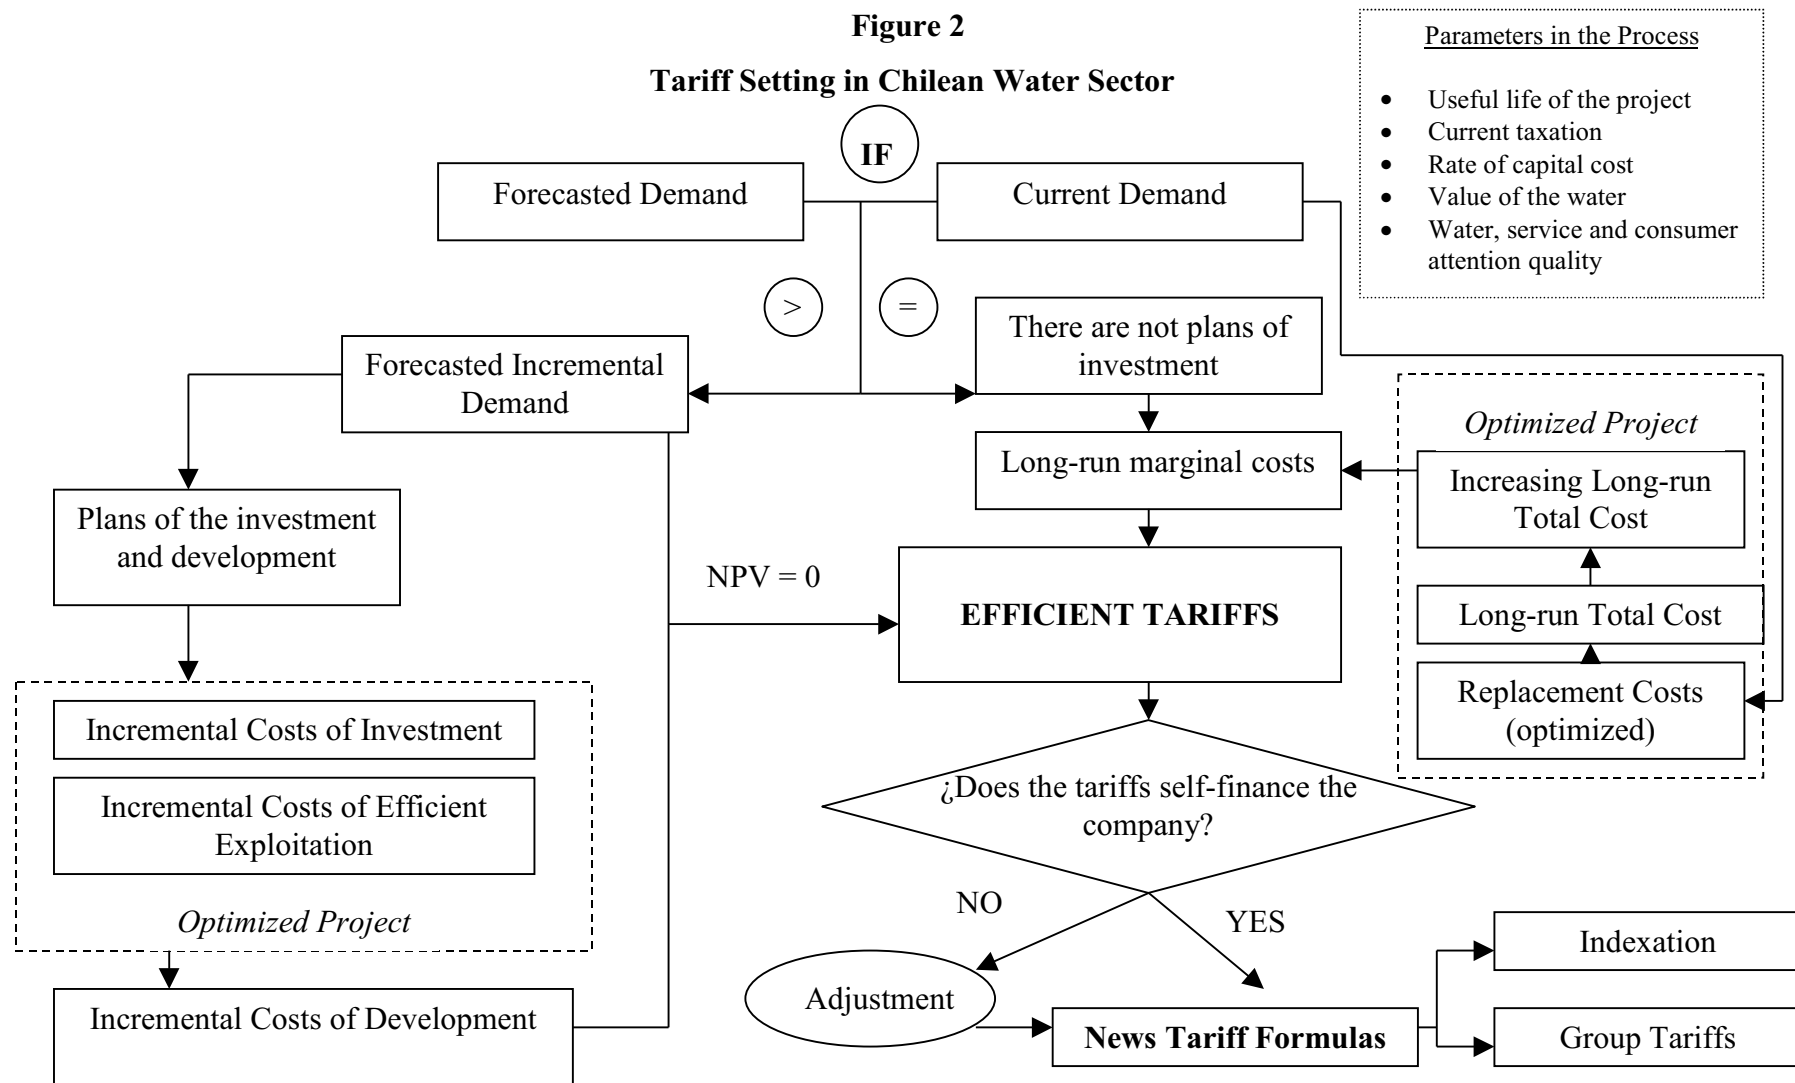 Figure 2
Tariff Setting in Chilean Water Sector
Parameters in the Process
• Useful life of the project
• Current taxation
• Rate of capital cost
• Value of the water
• Water, service and consumer
attention quality
IF
Forecasted Demand
Current Demand
>
=
There are not plans of
investment
Forecasted Incremental
Demand
Long-run marginal costs
Optimized Project
Increasing Long-run
Total Cost
Long-run Total Cost
Replacement Costs
(optimized)
Plans of the investment
and development
NPV = 0
EFFICIENT TARIFFS
Incremental Costs of Investment
Incremental Costs of Efficient
Exploitation
Optimized Project
¿Does the tariffs self-finance the
company?
NO
YES
Incremental Costs of Development
Adjustment
News Tariff Formulas
Indexation
Group Tariffs